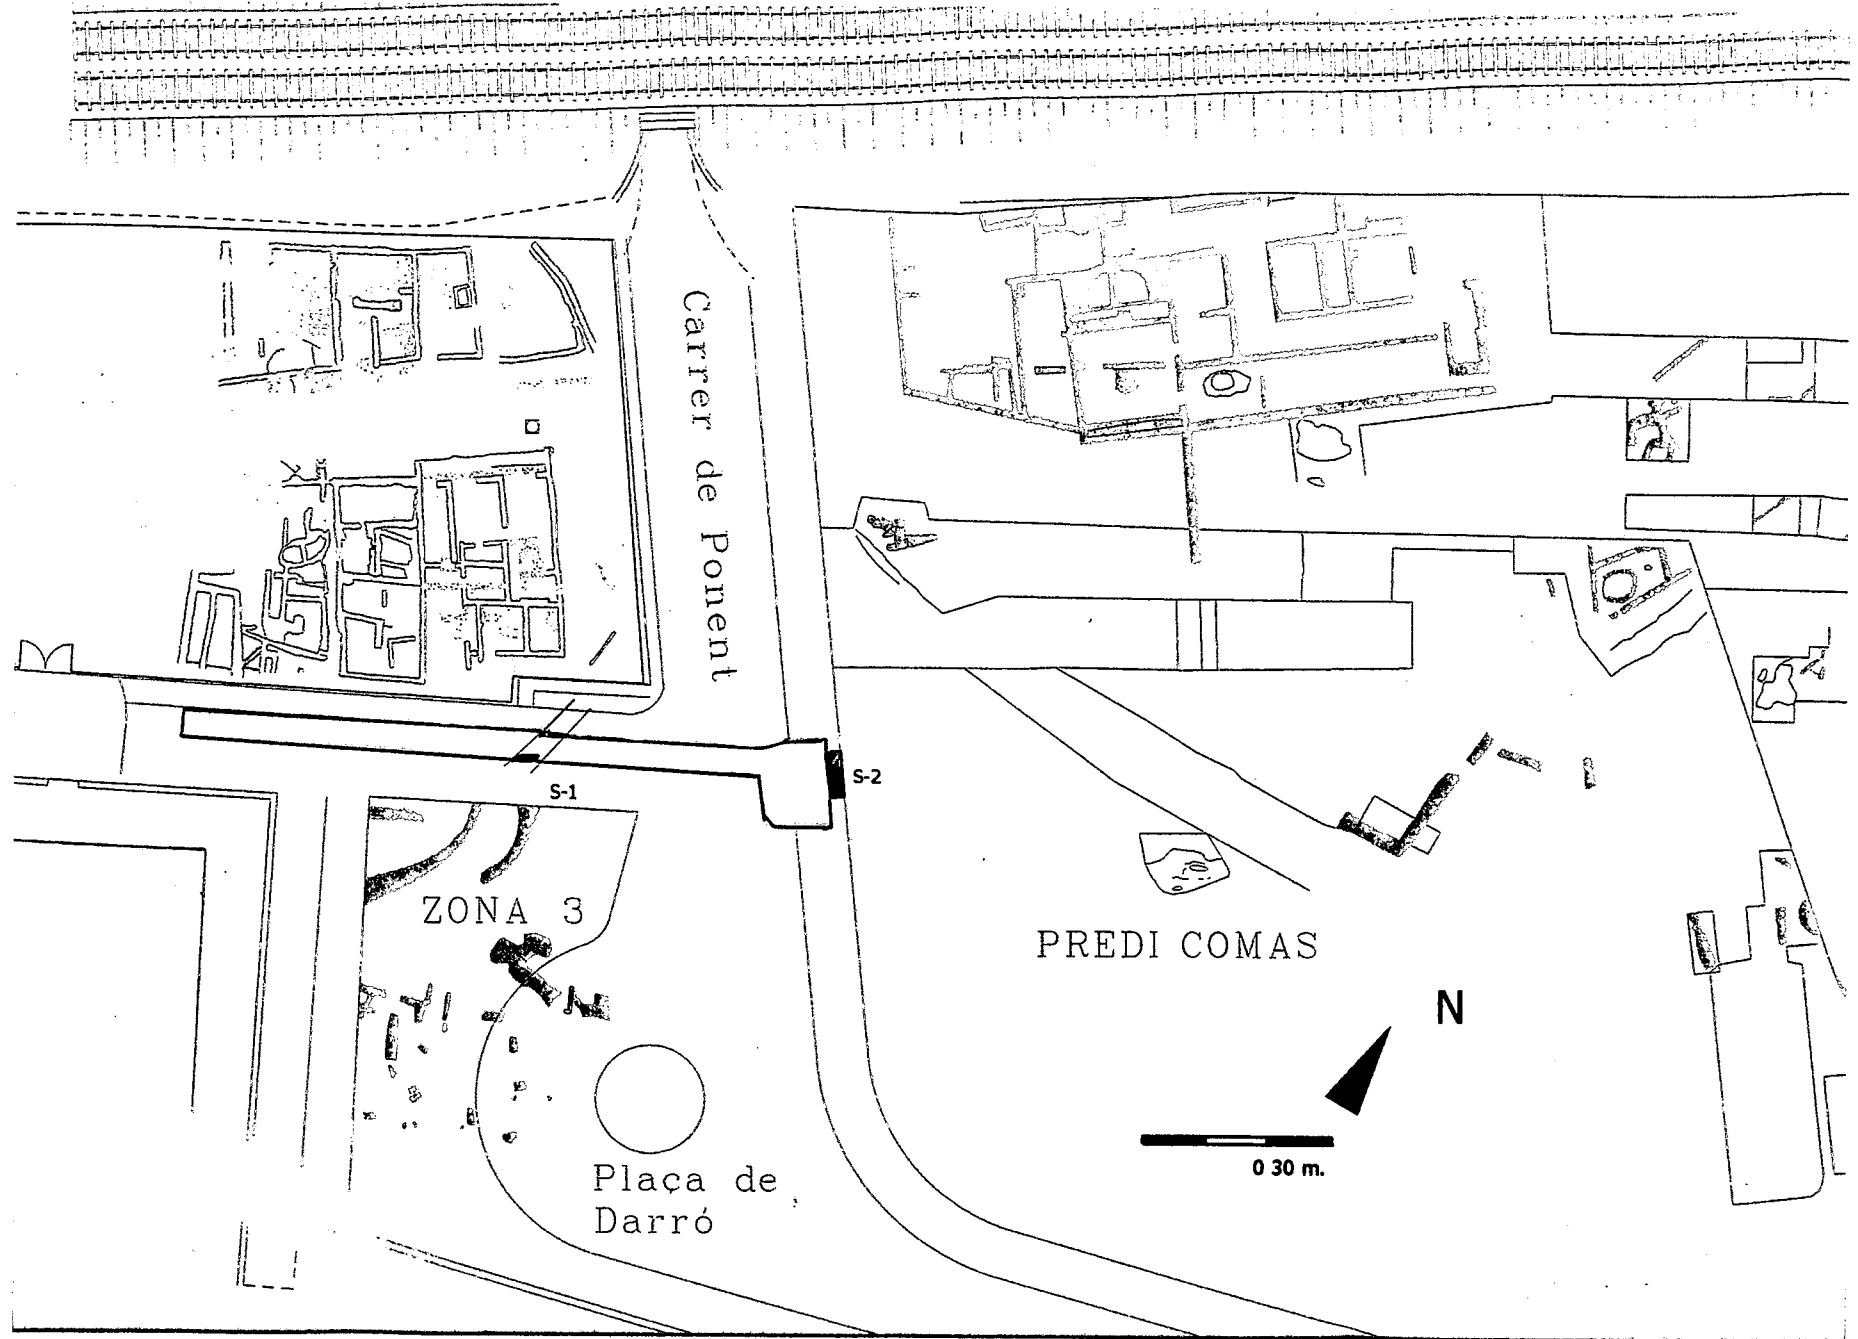 Carrer de Ponent
S-2
S-1
ZONA 3
PREDI COMAS
N
0 30 m.
Plaça de
Darró